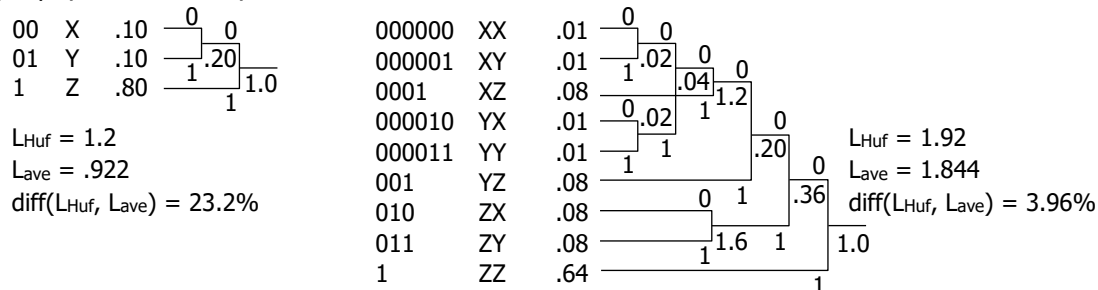 00 X .10 0 0
01 Y .10 1 .20
1 Z .80 1 1.0
LHuf = 1.2
Lave = .922
diff(LHuf, Lave) = 23.2%
000000 XX .01 0 0
000001 XY .01 1 .02 0 0
0001 XZ .08 .04 1 1.2
000010 YX .01 0 .02 0
000011 YY .01 1 1 .20 0
001 YZ .08 1 .36
010 ZX .08 0
011 ZY .08 1 1.6 1 1.0
1 ZZ .64 1
LHuf = 1.92
Lave = 1.844
diff(LHuf, Lave) = 3.96%